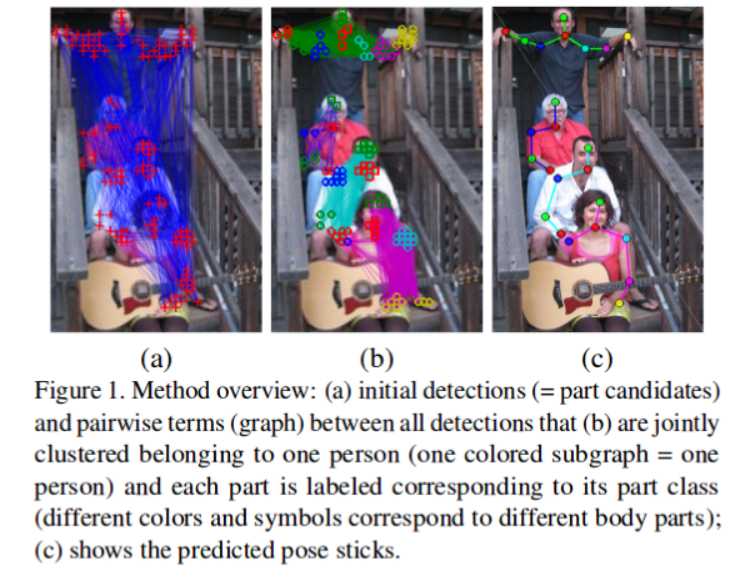 (a) (b) (c)
Figure 1. Method overview: (a) initial detections (= part candidates)
and pairwise terms (graph) between all detections that (b) are jointly
clustered belonging to one person (one colored subgraph = one
person) and each part is labeled corresponding to its part class
(different colors and symbols correspond to different body parts);
(c) shows the predicted pose sticks.